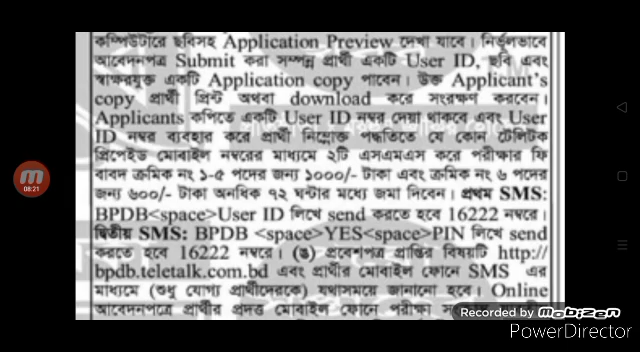 কম্পিউটারে ছবিসহ Application Preview দেখা যাবে। নির্ভুলভাবে
আবেদনপত্র Submit করা সম্পন্ন প্রার্থী একটি User ID, ছবি এবং
স্বাক্ষরযুক্ত একটি Application copy পাবেন। উক্ত Applicant's
copy প্রার্থী প্রিন্ট অথবা download করে সংরক্ষণ করবেন।
Applicants কপিতে একটি User ID নম্বর দেয়া থাকবে এবং User
ID নম্বর ব্যবহার করে প্রার্থী নিম্নোক্ত পদ্ধতিতে যে কোন টেলিটক
প্রিপেইড মোবাইল নম্বরের মাধ্যমে ২টি এসএমএস করে পরীক্ষার ফি
বাবদ ক্রমিক নং ১-৫ পদের জন্য ১০০০/- টাকা এবং ক্রমিক নং ৬ পদের
জন্য ৬০০/- টাকা অনধিক ৭২ ঘন্টার মধ্যে জমা দিবেন। প্রথম SMS:
BPDB<space>User ID লিখে send করতে হবে 16222 নম্বরে।
দ্বিতীয় SMS: BPDB <space>YES<space>PIN লিখে send
করতে হবে 16222 নম্বরে। (ঙ) প্রবেশপত্র প্রাপ্তির বিষয়টি http://
bpdb.teletalk.com.bd এবং প্রার্থীর মোবাইল ফোনে SMS এর
মাধ্যমে (শুধু যোগ্য প্রার্থীদেরকে) যথাসময়ে জানানো হবে। Online
আবেদনপত্রে প্রার্থীর প্রদত্ত মোবাইল ফোনে পরীক্ষা
08:21
Recorded by Mobizen
PowerDirector